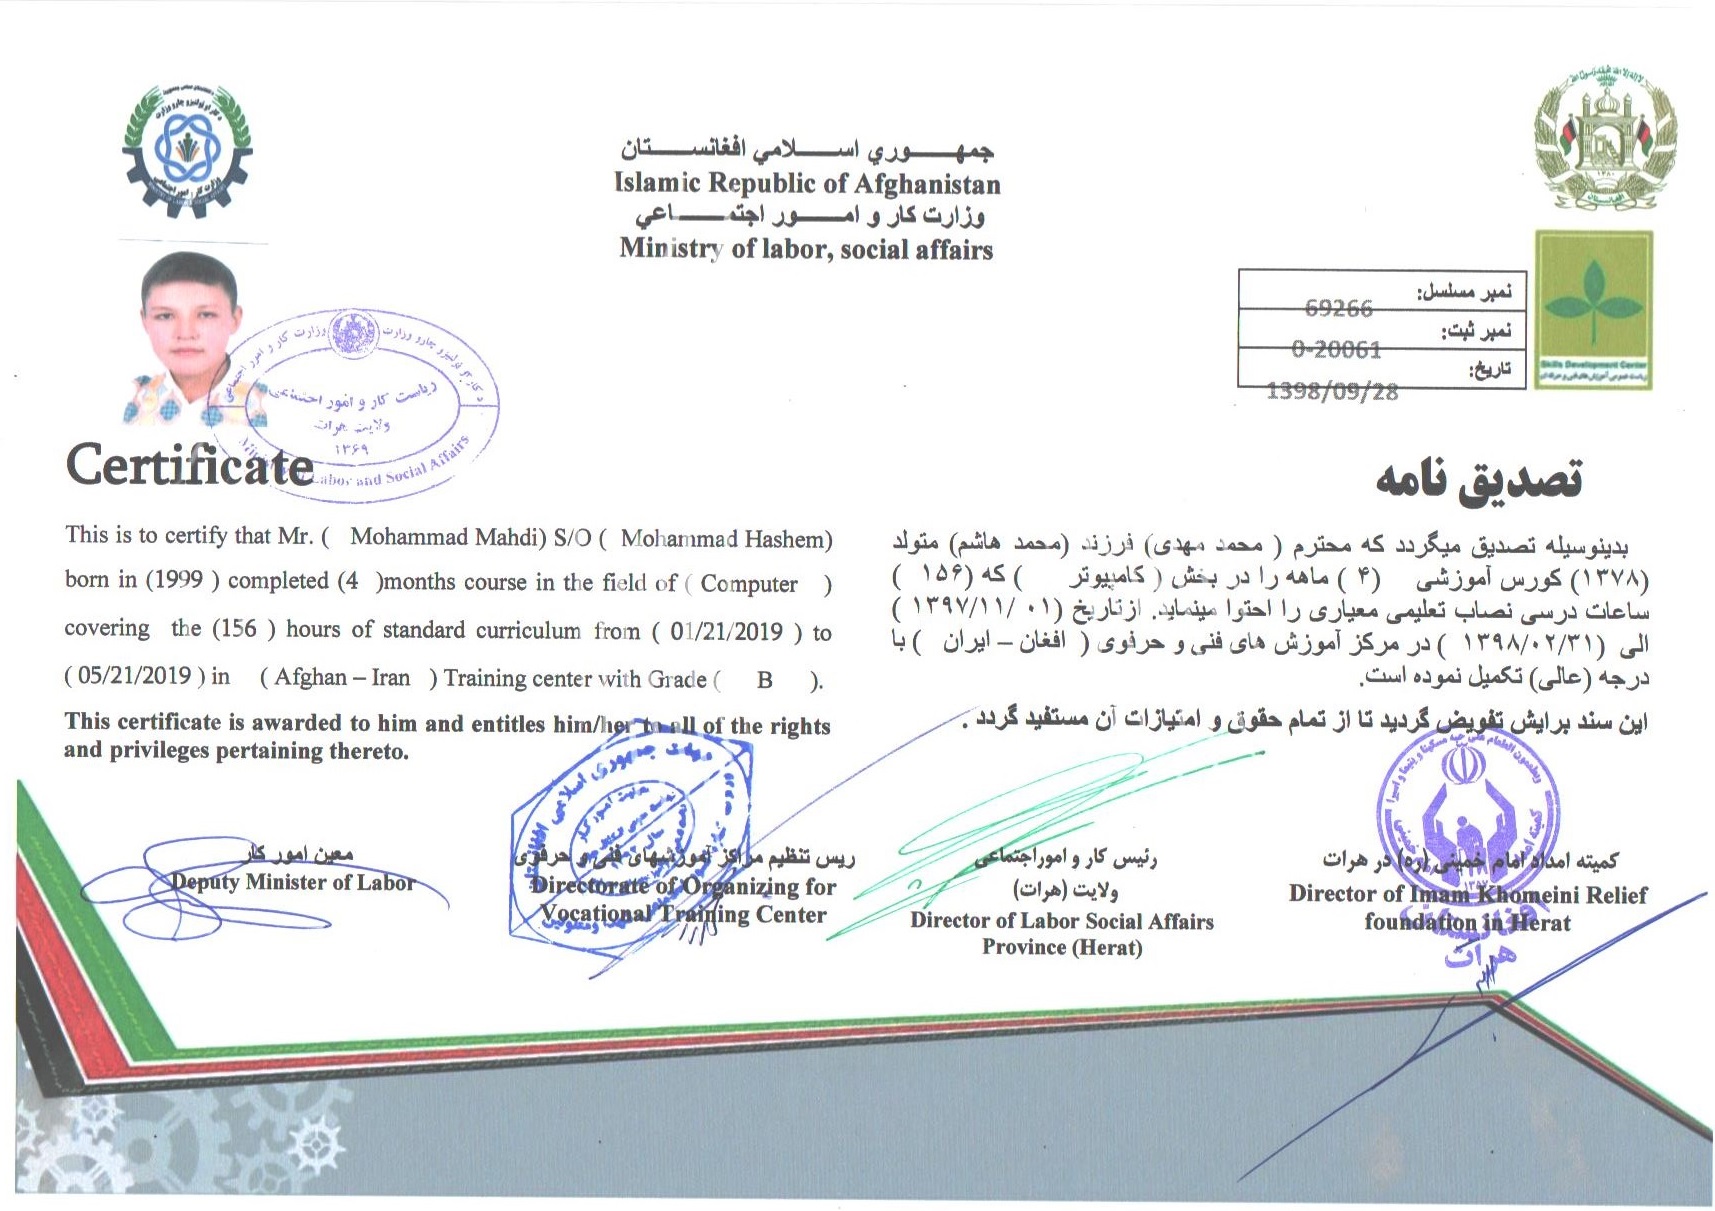 جمهوري اسلامي افغانستان
Islamic Republic of Afghanistan
وزارت کار و امور اجتماعي
Ministry of labor, social affairs
نمبر مسلسل: 69266
نمبر ثبت: 0-20061
تاریخ: 1398/09/28
Skills Development Center
وزارت کار و امور اجتماعی
ریاست کار و امور اجتماعی
ولایت هرات
۱۳۶۹
Ministry of Labor and Social Affairs
Certificate
This is to certify that Mr. ( Mohammad Mahdi) S/O ( Mohammad Hashem)
born in (1999 ) completed (4 )months course in the field of ( Computer )
covering the (156 ) hours of standard curriculum from ( 01/21/2019 ) to
( 05/21/2019 ) in ( Afghan – Iran ) Training center with Grade ( B ).
This certificate is awarded to him and entitles him/her to all of the rights
and privileges pertaining thereto.
تصدیق نامه
بدینوسیله تصدیق میگردد که محترم ( محمد مهدی) فرزند (محمد هاشم) متولد
(۱۳۷۸) کورس آموزشی (۴ ) ماهه را در بخش ( کامپیوتر ) که (۱۵۶ )
ساعات درسی نصاب تعلیمی معیاری را احتوا مینماید. ازتاریخ (۰۱ /۱۳۹۷/۱۱ )
الی (۱۳۹۸/۰۲/۳۱ ) در مرکز آموزش های فنی و حرفوی ( افغان – ایران ) با
درجه (عالی) تکمیل نموده است.
این سند برایش تفویض گردید تا از تمام حقوق و امتیازات آن مستفید گردد .
معین امور کار
Deputy Minister of Labor
ریس تنظیم مراکز آموزشهای فنی و حرفوی
Directorate of Organizing for
Vocational Training Center
رئیس کار و اموراجتماعی
ولایت (هرات)
Director of Labor Social Affairs
Province (Herat)
کمیته امداد امام خمینی (ره) در هرات
Director of Imam Khomeini Relief
foundation in Herat
افغانستان
هرات